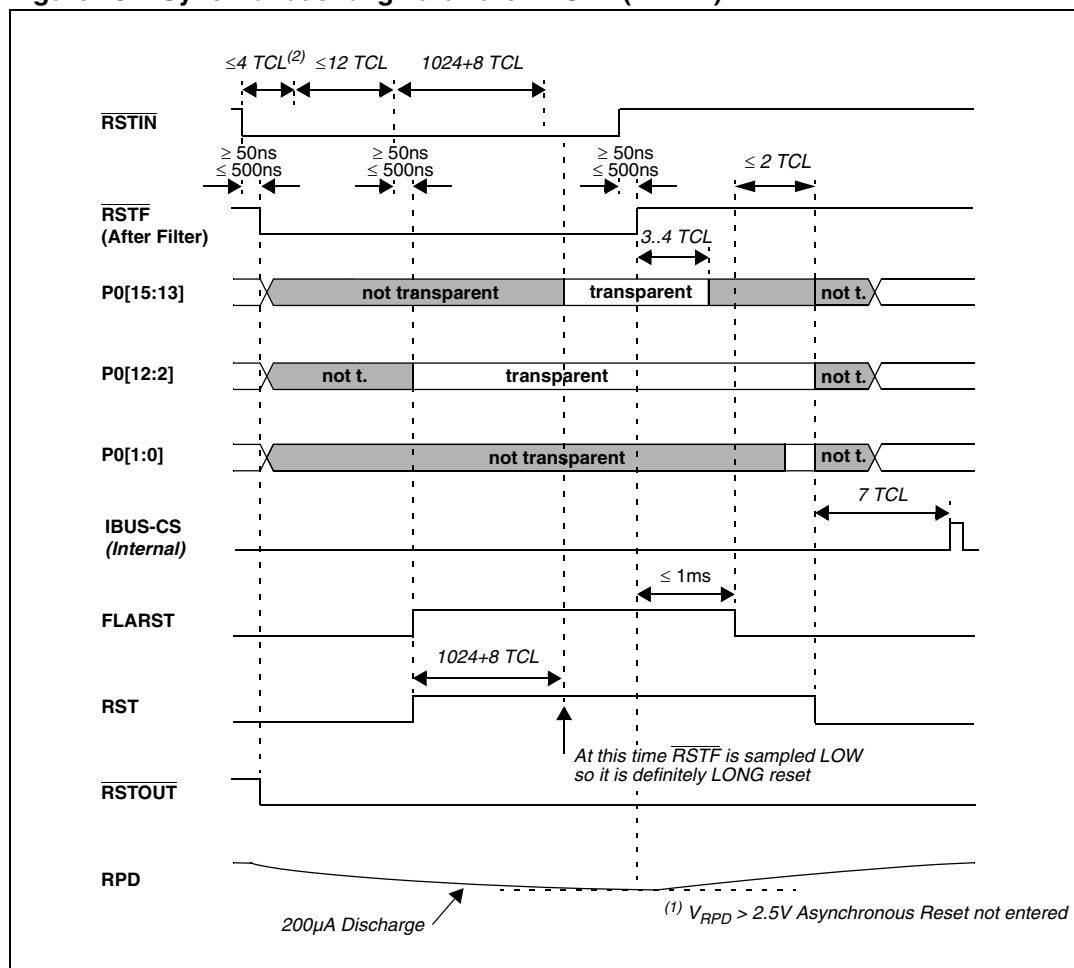 ≤4 TCL(2) ≤12 TCL 1024+8 TCL
RSTIN
≥ 50ns ≥ 50ns ≥ 50ns
≤ 500ns ≤ 500ns ≤ 500ns ≤ 2 TCL
RSTF
(After Filter)
3..4 TCL
P0[15:13] not transparent transparent not t.
P0[12:2] not t. transparent not t.
P0[1:0] not transparent not t.
7 TCL
IBUS-CS
(Internal)
≤ 1ms
FLARST
1024+8 TCL
RST
At this time RSTF is sampled LOW
so it is definitely LONG reset
RSTOUT
RPD
200µA Discharge
(1) VRPD > 2.5V Asynchronous Reset not entered